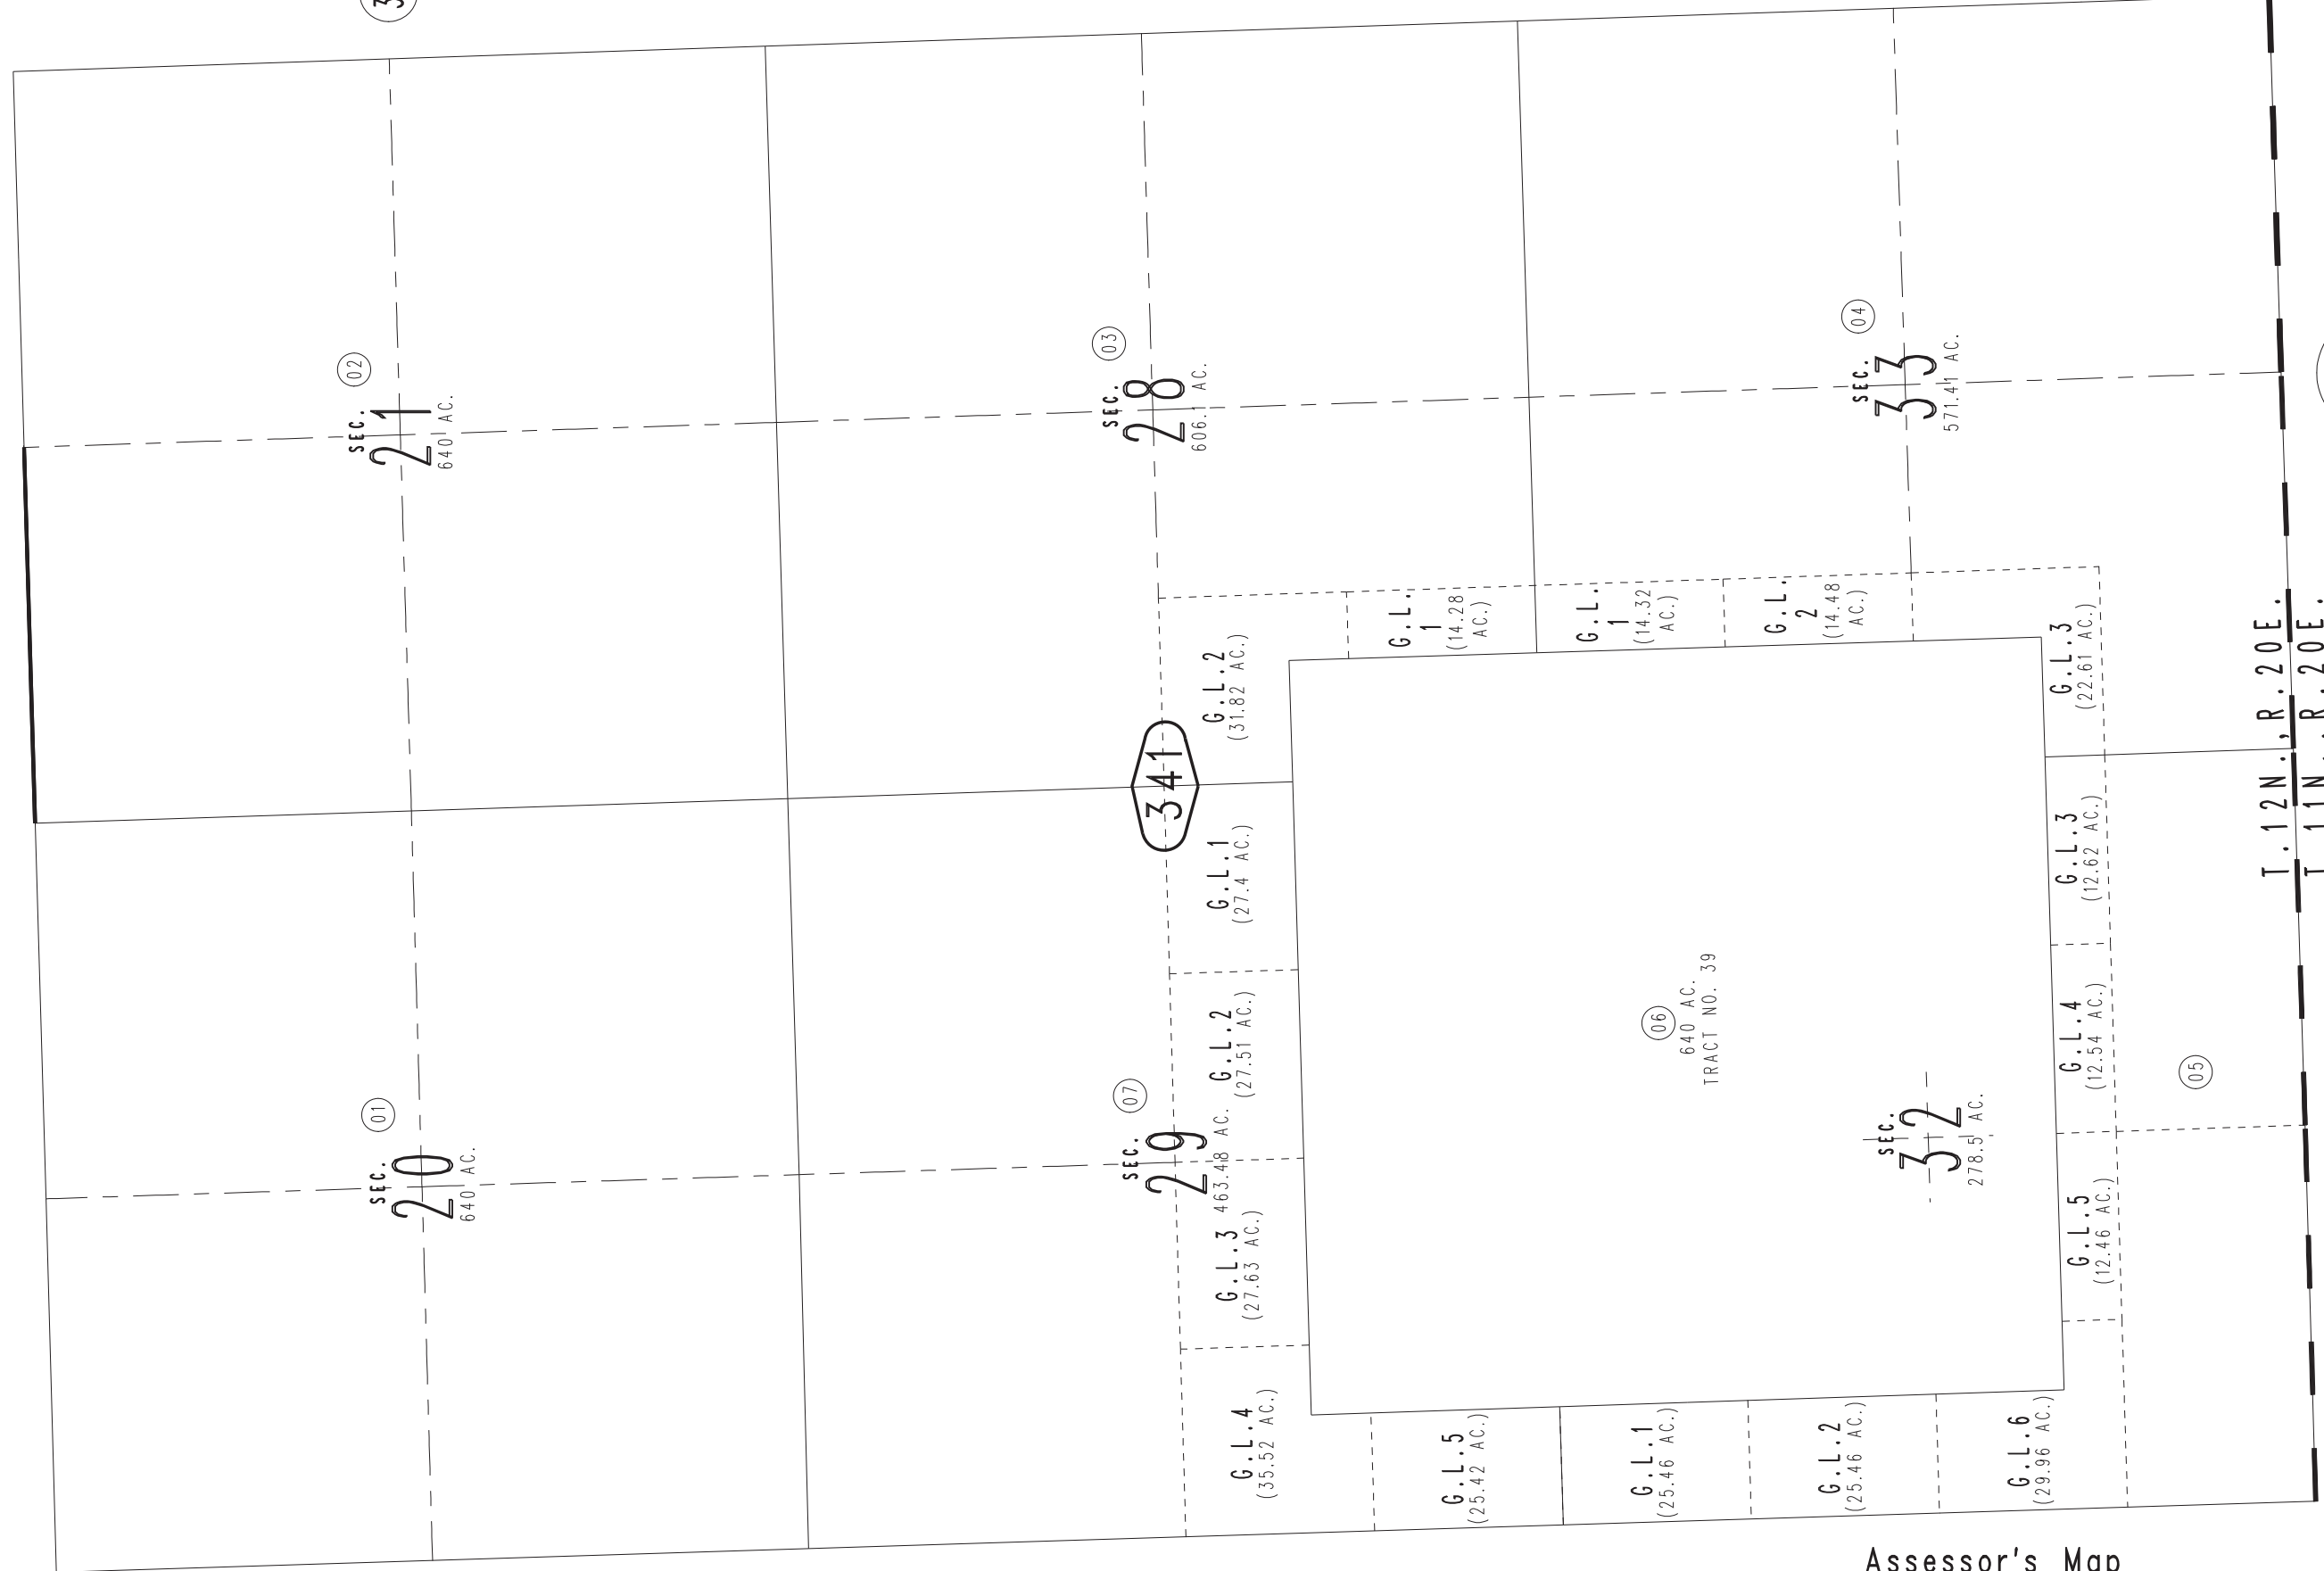 02
SEC.
21
640 AC.
03
SEC.
28
606.1 AC.
04
SEC.
33
571.41 AC.
G.L.2
(31.82 AC.)
G.L.
1
(14.28
AC.)
G.L.
1
(14.32
AC.)
G.L.
2
(14.48
AC.)
G.L.3
(22.61 AC.)
341
01
SEC.
20
640 AC.
07
SEC.
29
463.48 AC.
G.L.1
(27.4 AC.)
G.L.2
(27.51 AC.)
G.L.3
(27.63 AC.)
G.L.4
(35.52 AC.)
G.L.5
(25.42 AC.)
06
640 AC.
TRACT NO. 39
SEC.
32
278.5 AC.
G.L.3
(12.62 AC.)
G.L.4
(12.54 AC.)
G.L.5
(12.46 AC.)
05
G.L.1
(25.46 AC.)
G.L.2
(25.46 AC.)
G.L.6
(29.96 AC.)
T.12N.,R.20E.
T.11N.,R.20E.
Assessor's Map